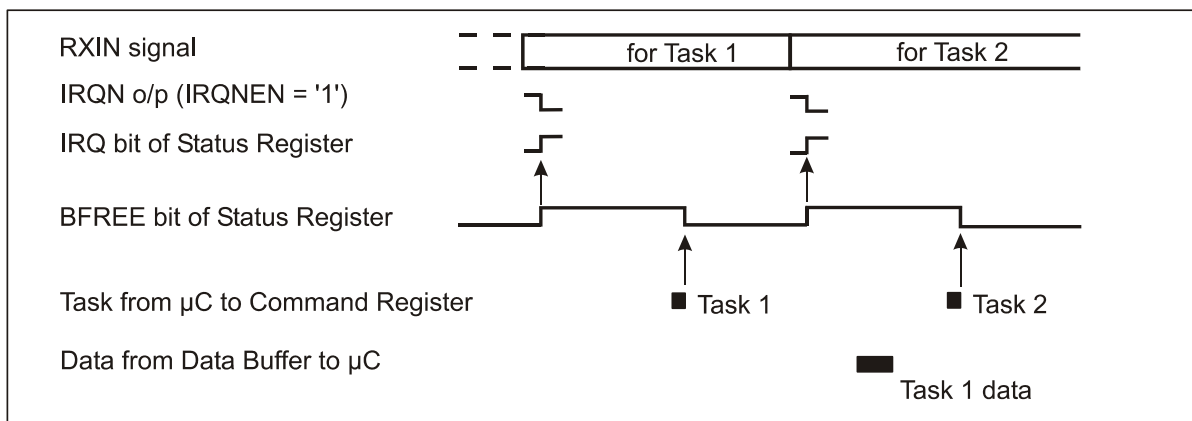 RXIN signal
for Task 1
for Task 2
IRQN o/p (IRQNEN = '1')
IRQ bit of Status Register
BFREE bit of Status Register
Task from µC to Command Register
Task 1
Task 2
Data from Data Buffer to µC
Task 1 data